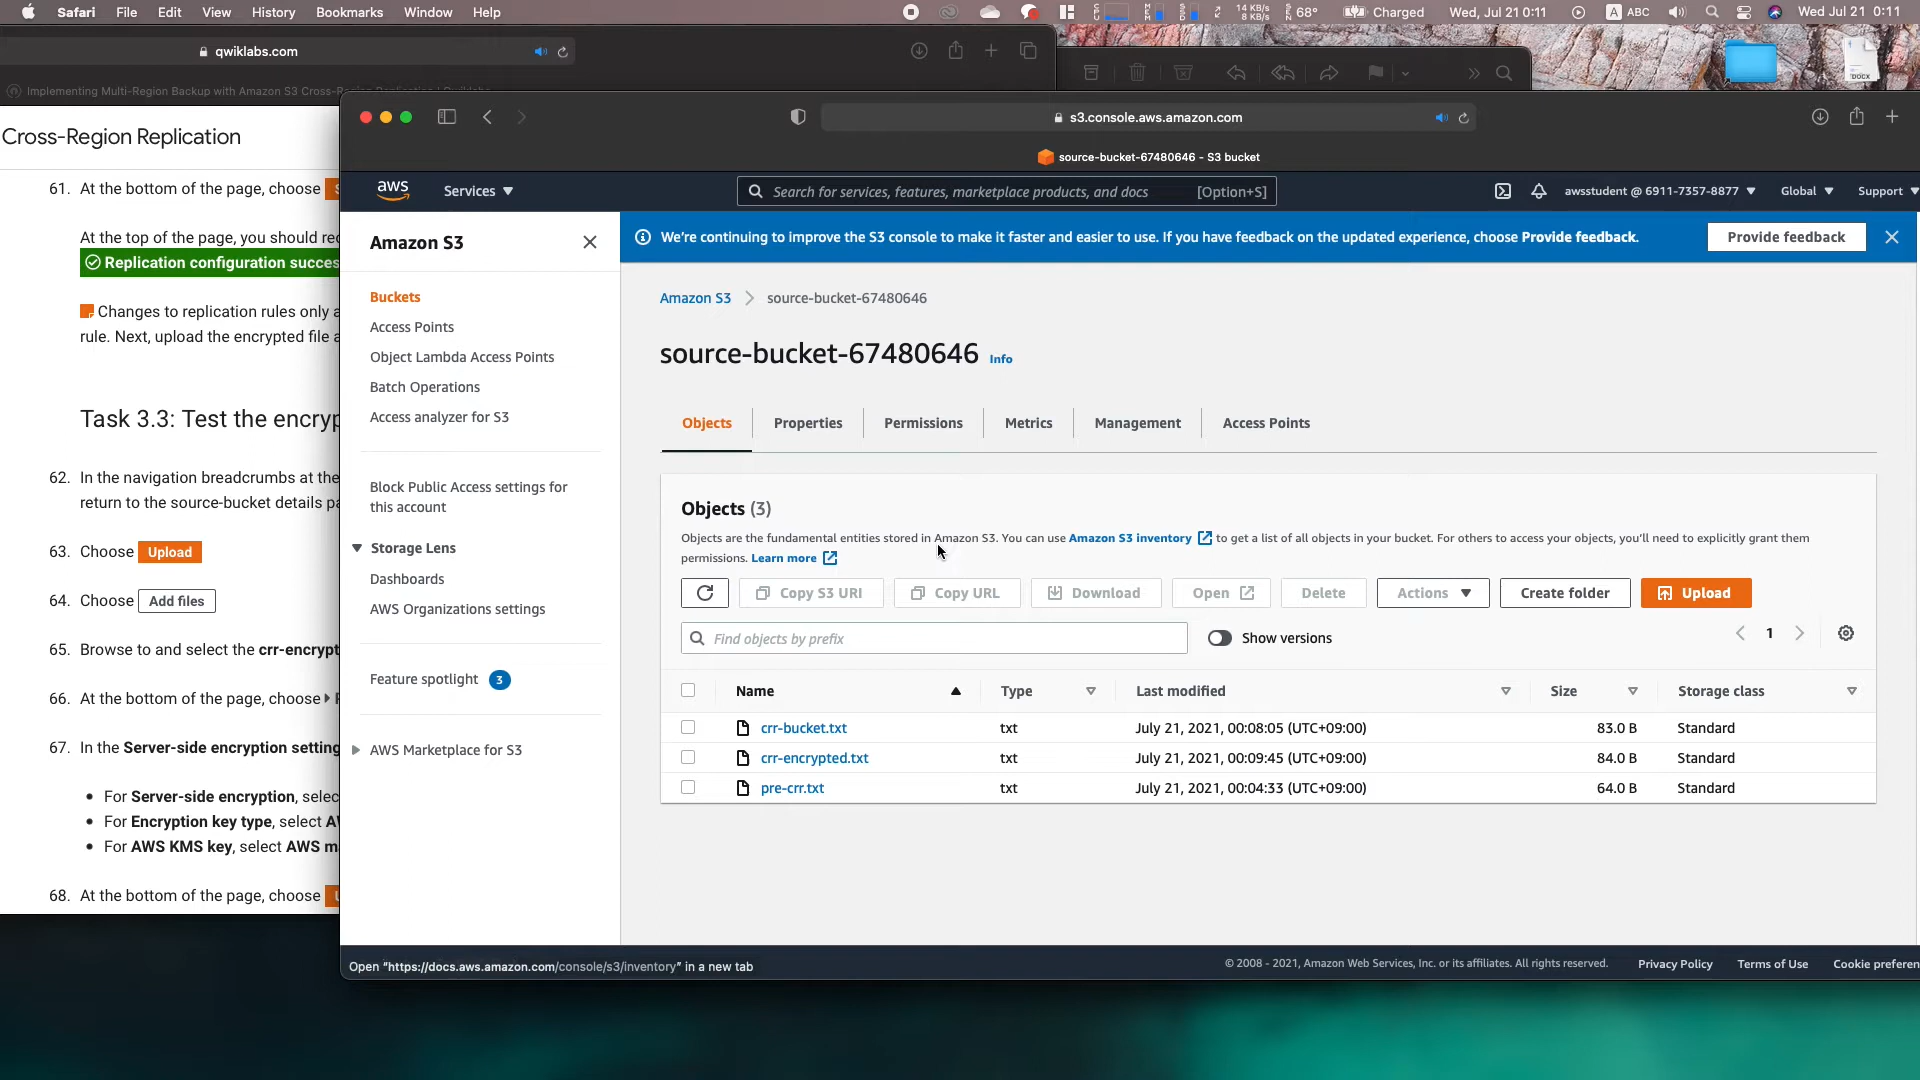 Safari File Edit View History Bookmarks Window Help
14 KB/s
8 KB/s
68° Charged Wed, Jul 21 0:11 A ABC Wed Jul 21 0:11
qwiklabs.com
Implementing Multi-Region Backup with Amazon S3 Cross-Region Replication | Qwiklabs
DOCX
Cross-Region Replication
61. At the bottom of the page, choose
At the top of the page, you should re
Replication configuration succes
Changes to replication rules only a
rule. Next, upload the encrypted file a
Task 3.3: Test the encryp
62. In the navigation breadcrumbs at the
return to the source-bucket details pa
63. Choose Upload
64. Choose Add files
65. Browse to and select the crr-encrypt
66. At the bottom of the page, choose
67. In the Server-side encryption setting
For Server-side encryption, selec
For Encryption key type, select A
For AWS KMS key, select AWS m
68. At the bottom of the page, choose
s3.console.aws.amazon.com
source-bucket-67480646 - S3 bucket
aws Services Search for services, features, marketplace products, and docs [Option+S] awsstudent @ 6911-7357-8877 Global Support
Amazon S3
Buckets
Access Points
Object Lambda Access Points
Batch Operations
Access analyzer for S3
Block Public Access settings for
this account
Storage Lens
Dashboards
AWS Organizations settings
Feature spotlight 3
AWS Marketplace for S3
We're continuing to improve the S3 console to make it faster and easier to use. If you have feedback on the updated experience, choose Provide feedback. Provide feedback
Amazon S3 source-bucket-67480646
source-bucket-67480646 Info
Objects Properties Permissions Metrics Management Access Points
Objects (3)
Objects are the fundamental entities stored in Amazon S3. You can use Amazon S3 inventory to get a list of all objects in your bucket. For others to access your objects, you'll need to explicitly grant them
permissions. Learn more
Copy S3 URI Copy URL Download Open Delete Actions Create folder Upload
Find objects by prefix Show versions 1
Name Type Last modified Size Storage class
crr-bucket.txt txt July 21, 2021, 00:08:05 (UTC+09:00) 83.0 B Standard
crr-encrypted.txt txt July 21, 2021, 00:09:45 (UTC+09:00) 84.0 B Standard
pre-crr.txt txt July 21, 2021, 00:04:33 (UTC+09:00) 64.0 B Standard
Open "https://docs.aws.amazon.com/console/s3/inventory" in a new tab
© 2008 - 2021, Amazon Web Services, Inc. or its affiliates. All rights reserved. Privacy Policy Terms of Use Cookie preferen